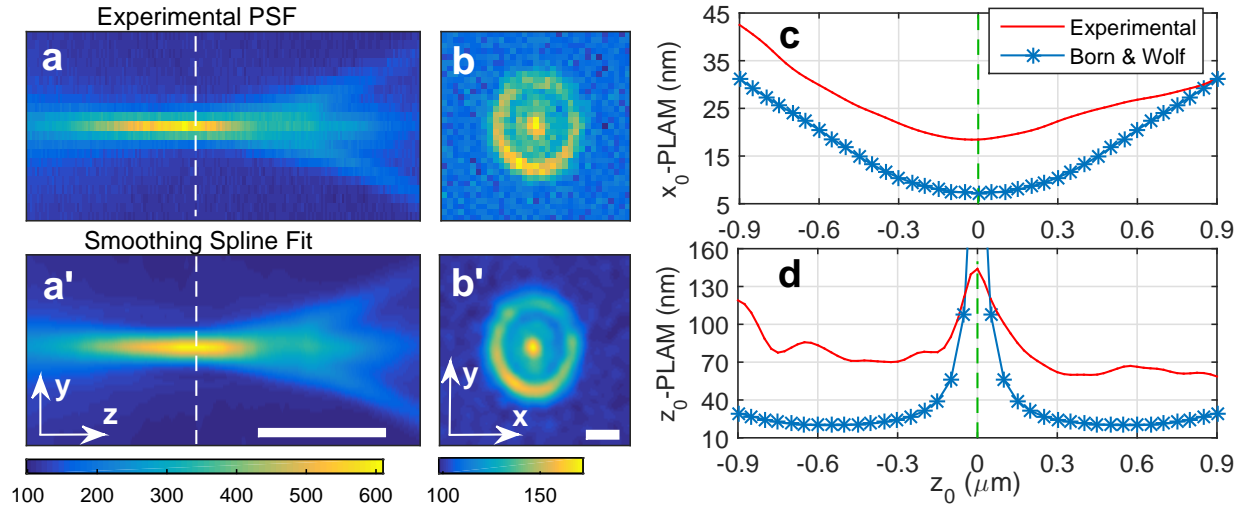 Experimental PSF
a
b
Smoothing Spline Fit
a'
y
z
b'
y
x
100 200 300 400 500 600
100 150
c
Experimental
Born & Wolf
x₀-PLAM (nm)
45
35
25
15
5
-0.9 -0.6 -0.3 0 0.3 0.6 0.9
d
z₀-PLAM (nm)
160
130
100
70
40
10
-0.9 -0.6 -0.3 0 0.3 0.6 0.9
z₀ (μm)